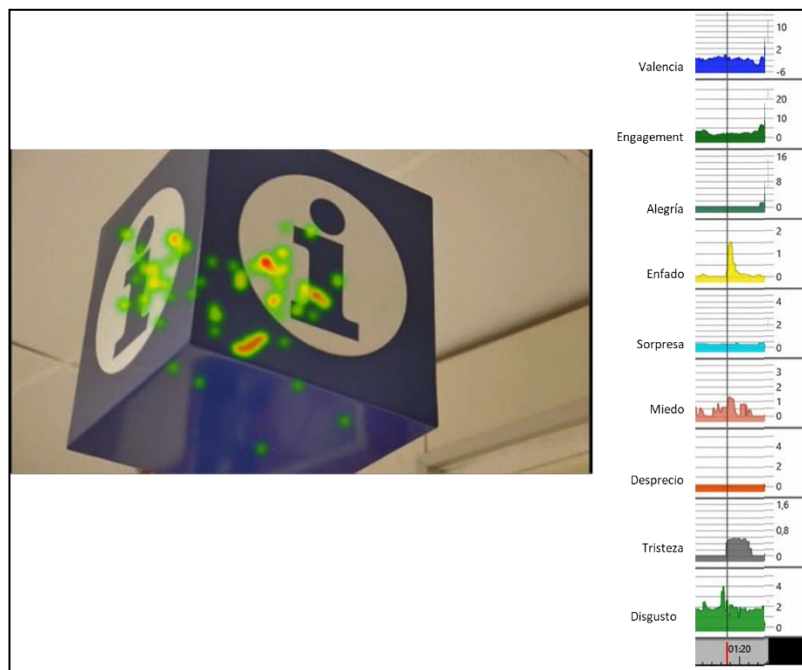 i
i
Valencia
10
2
-6
Engagement
20
10
0
Alegría
16
8
0
Enfado
2
1
0
Sorpresa
4
2
0
Miedo
3
2
1
0
Desprecio
4
2
0
Tristeza
1,6
0,8
0
Disgusto
4
2
0
01:20